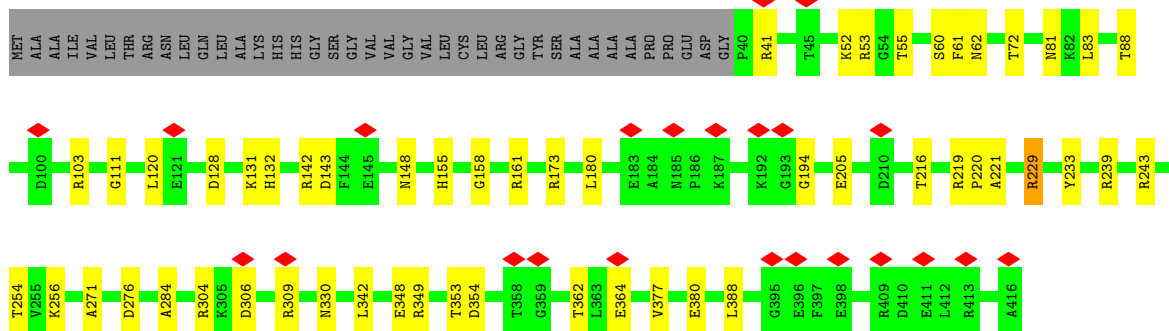 MET ALA ALA ILE VAL LEU THR ARG ASN LEU GLN LEU ALA LYS HIS HIS GLY SER GLY VAL VAL GLY VAL LEU CYS LEU ARG GLY TYR SER ALA ALA ALA ALA PRO PRO GLU ASP GLY P40 R41 T45 K52 R53 G54 T55 S60 F61 N62 T72 N81 K82 L83 T88
D100 R103 G111 L120 E121 D128 K131 H132 R142 D143 F144 E145 N148 H155 G158 R161 R173 L180 E183 A184 N185 P186 K187 K192 G193 G194 E205 D210 T216 R219 P220 A221 R229 Y233 R239 R243
T254 V255 K256 A271 D276 A284 R304 K305 D306 R309 N330 L342 E348 R349 T353 D354 T358 G359 T362 L363 E364 V377 E380 L388 G395 E396 F397 E398 R409 D410 E411 L412 R413 A416